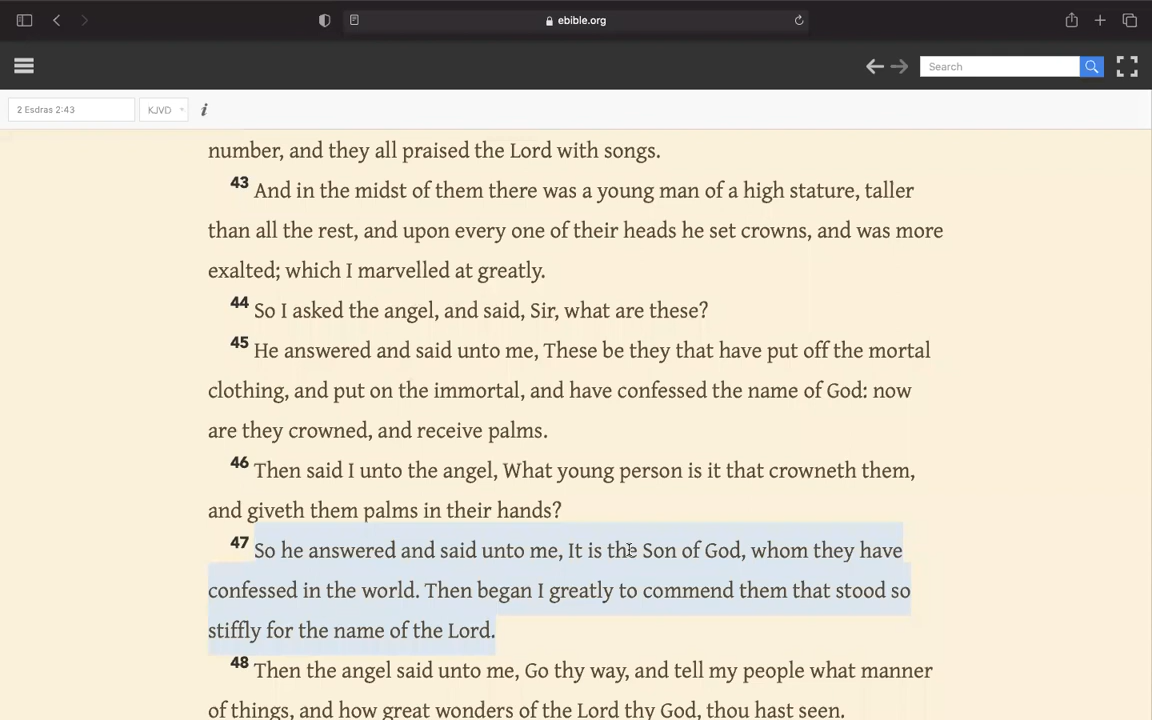 ebible.org
Search
2 Esdras 2:43 KJVD i
number, and they all praised the Lord with songs.
43 And in the midst of them there was a young man of a high stature, taller
than all the rest, and upon every one of their heads he set crowns, and was more
exalted; which I marvelled at greatly.
44 So I asked the angel, and said, Sir, what are these?
45 He answered and said unto me, These be they that have put off the mortal
clothing, and put on the immortal, and have confessed the name of God: now
are they crowned, and receive palms.
46 Then said I unto the angel, What young person is it that crowneth them,
and giveth them palms in their hands?
47 So he answered and said unto me, It is the Son of God, whom they have
confessed in the world. Then began I greatly to commend them that stood so
stiffly for the name of the Lord.
48 Then the angel said unto me, Go thy way, and tell my people what manner
of things, and how great wonders of the Lord thy God, thou hast seen.